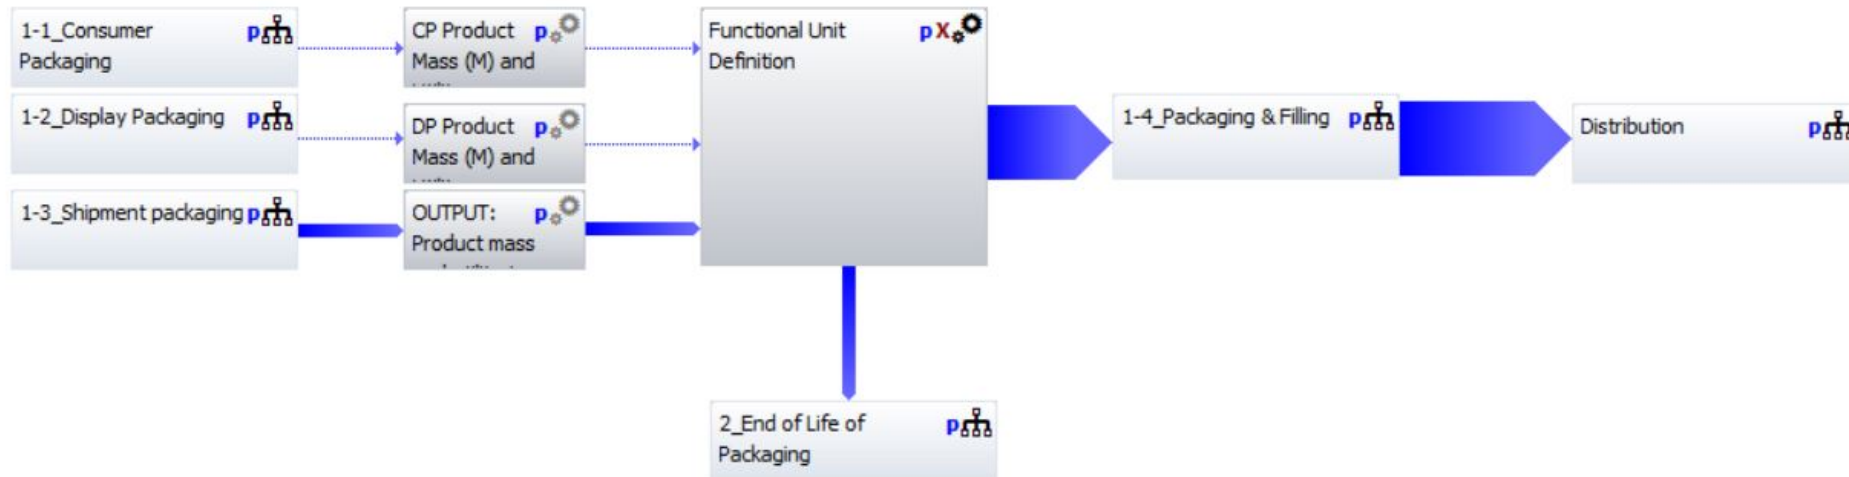 1-1_Consumer
Packaging
p
CP Product
Mass (M) and
p
Functional Unit
Definition
pX
1-2_Display Packaging
p
DP Product
Mass (M) and
p
1-4_Packaging & Filling
p
Distribution
p
1-3_Shipment packaging
p
OUTPUT:
Product mass
p
2_End of Life of
Packaging
p